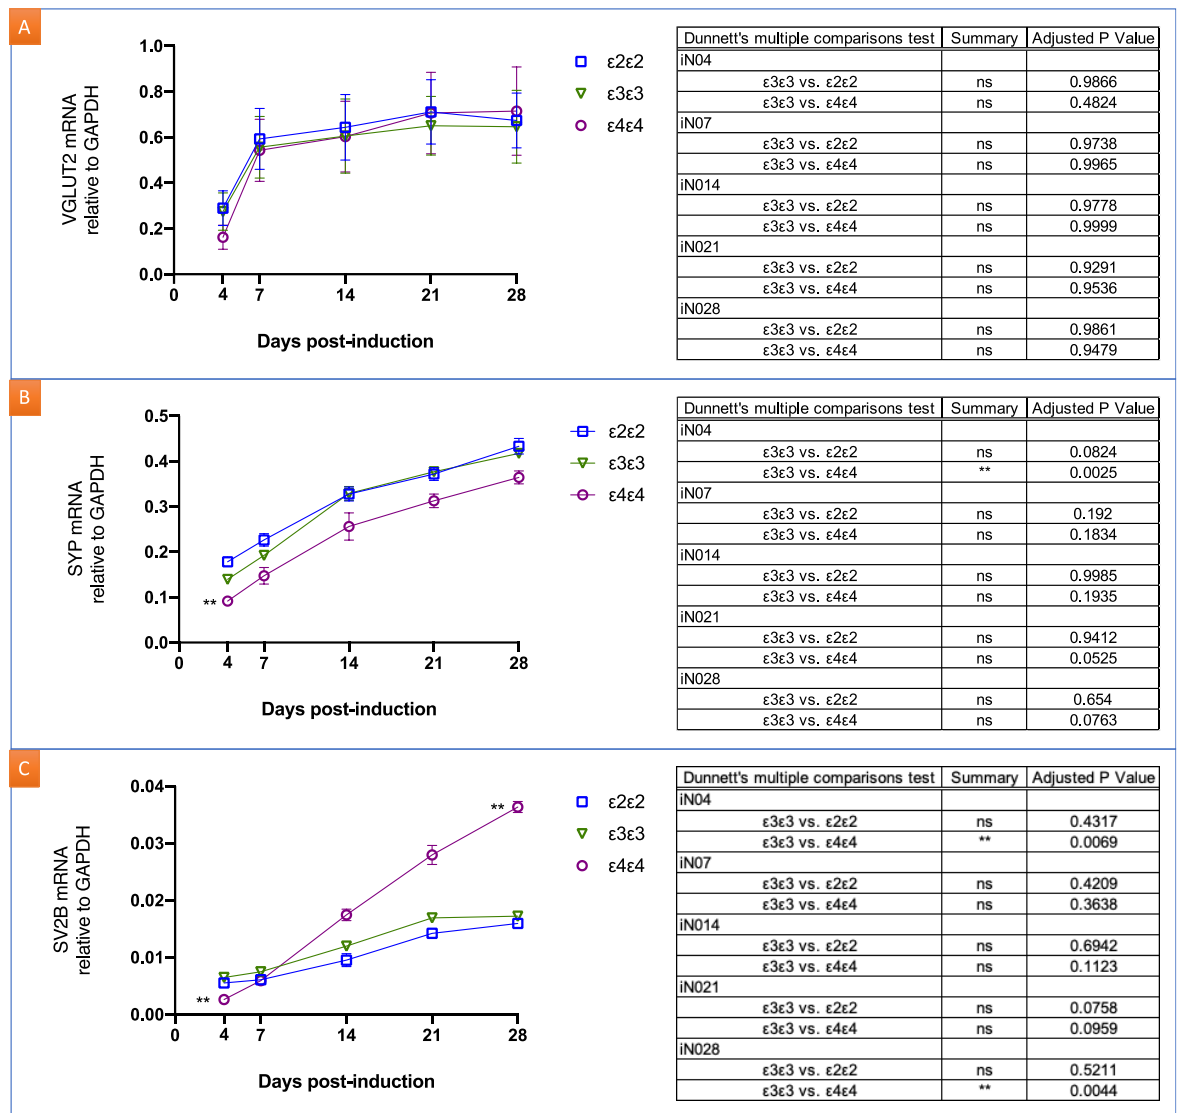 A
VGLUT2 mRNA
relative to GAPDH
1.0
0.8
0.6
0.4
0.2
0.0
0 4 7 14 21 28
Days post-induction
ε2ε2
ε3ε3
ε4ε4
Dunnett's multiple comparisons test Summary Adjusted P Value
iN04
ε3ε3 vs. ε2ε2 ns 0.9866
ε3ε3 vs. ε4ε4 ns 0.4824
iN07
ε3ε3 vs. ε2ε2 ns 0.9738
ε3ε3 vs. ε4ε4 ns 0.9965
iN014
ε3ε3 vs. ε2ε2 ns 0.9778
ε3ε3 vs. ε4ε4 ns 0.9999
iN021
ε3ε3 vs. ε2ε2 ns 0.9291
ε3ε3 vs. ε4ε4 ns 0.9536
iN028
ε3ε3 vs. ε2ε2 ns 0.9861
ε3ε3 vs. ε4ε4 ns 0.9479
B
SYP mRNA
relative to GAPDH
0.5
0.4
0.3
0.2
0.1
0.0
**
0 4 7 14 21 28
Days post-induction
ε2ε2
ε3ε3
ε4ε4
Dunnett's multiple comparisons test Summary Adjusted P Value
iN04
ε3ε3 vs. ε2ε2 ns 0.0824
ε3ε3 vs. ε4ε4 ** 0.0025
iN07
ε3ε3 vs. ε2ε2 ns 0.192
ε3ε3 vs. ε4ε4 ns 0.1834
iN014
ε3ε3 vs. ε2ε2 ns 0.9985
ε3ε3 vs. ε4ε4 ns 0.1935
iN021
ε3ε3 vs. ε2ε2 ns 0.9412
ε3ε3 vs. ε4ε4 ns 0.0525
iN028
ε3ε3 vs. ε2ε2 ns 0.654
ε3ε3 vs. ε4ε4 ns 0.0763
C
SV2B mRNA
relative to GAPDH
0.04
0.03
0.02
0.01
0.00
**
**
0 4 7 14 21 28
Days post-induction
ε2ε2
ε3ε3
ε4ε4
Dunnett's multiple comparisons test Summary Adjusted P Value
iN04
ε3ε3 vs. ε2ε2 ns 0.4317
ε3ε3 vs. ε4ε4 ** 0.0069
iN07
ε3ε3 vs. ε2ε2 ns 0.4209
ε3ε3 vs. ε4ε4 ns 0.3638
iN014
ε3ε3 vs. ε2ε2 ns 0.6942
ε3ε3 vs. ε4ε4 ns 0.1123
iN021
ε3ε3 vs. ε2ε2 ns 0.0758
ε3ε3 vs. ε4ε4 ns 0.0959
iN028
ε3ε3 vs. ε2ε2 ns 0.5211
ε3ε3 vs. ε4ε4 ** 0.0044